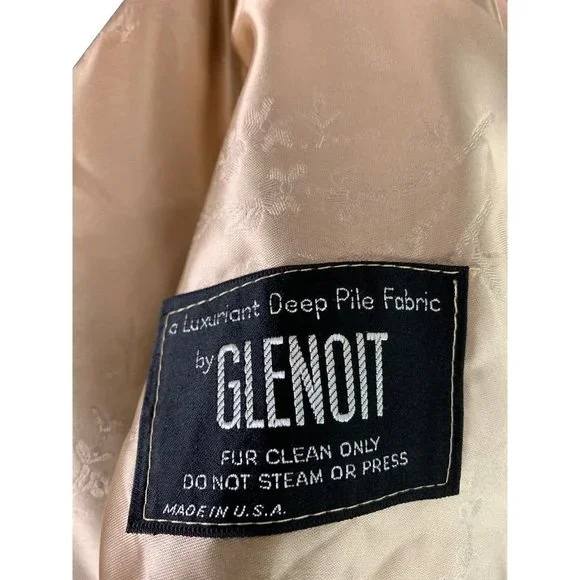 a Luxuriant Deep Pile Fabric
by GLENOIT
FUR CLEAN ONLY
DO NOT STEAM OR PRESS
MADE IN U.S.A.